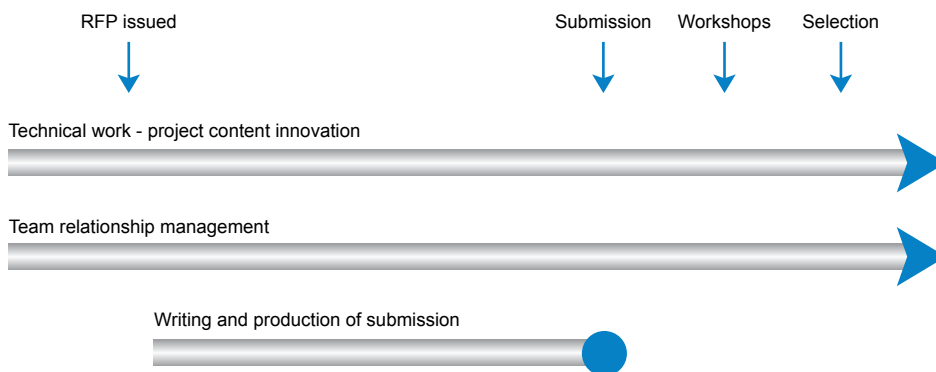 RFP issued
Submission
Workshops
Selection
Technical work - project content innovation
Team relationship management
Writing and production of submission